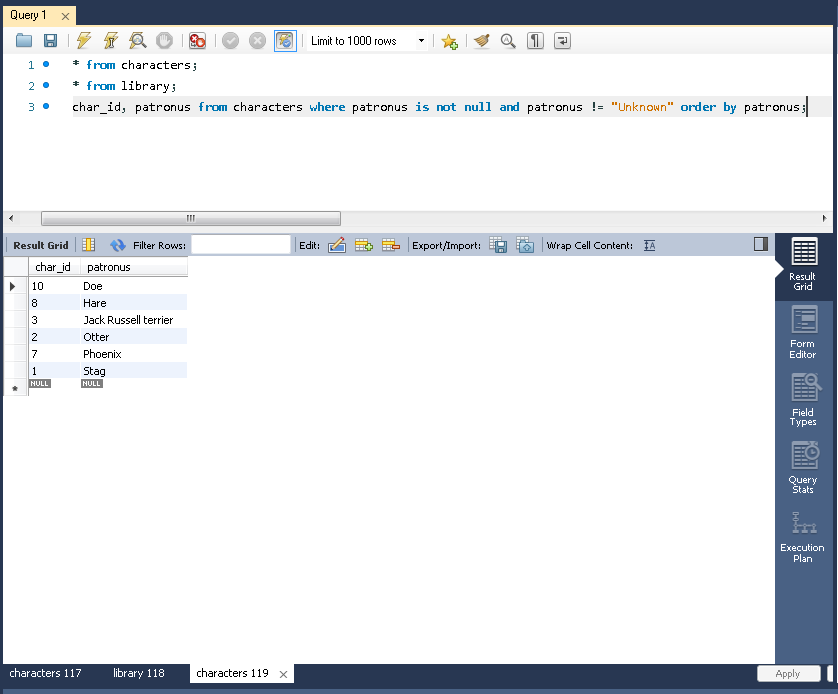 Query 1
Limit to 1000 rows
1 * from characters;
2 * from library;
3 char_id, patronus from characters where patronus is not null and patronus != "Unknown" order by patronus;
Result Grid Filter Rows: Edit: Export/Import: Wrap Cell Content: IA
char_id patronus
10 Doe
8 Hare
3 Jack Russell terrier
2 Otter
7 Phoenix
1 Stag
NULL NULL
Result
Grid
Form
Editor
Field
Types
Query
Stats
Execution
Plan
characters 117 library 118 characters 119 Apply